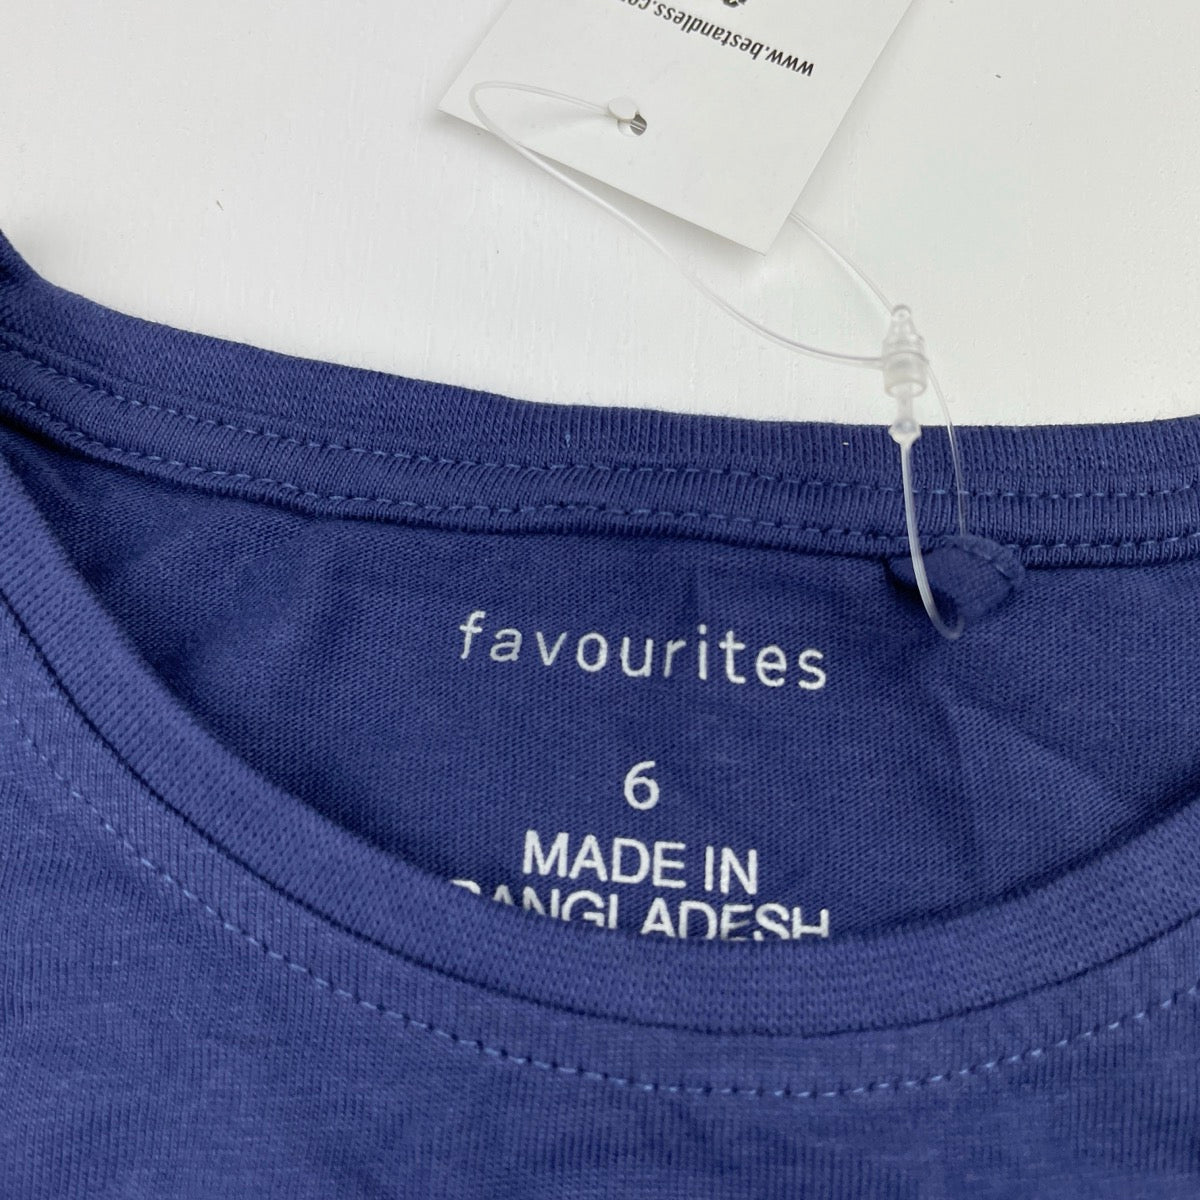 www.bestandless.co
favourites
6
MADE IN
BANGLADESH